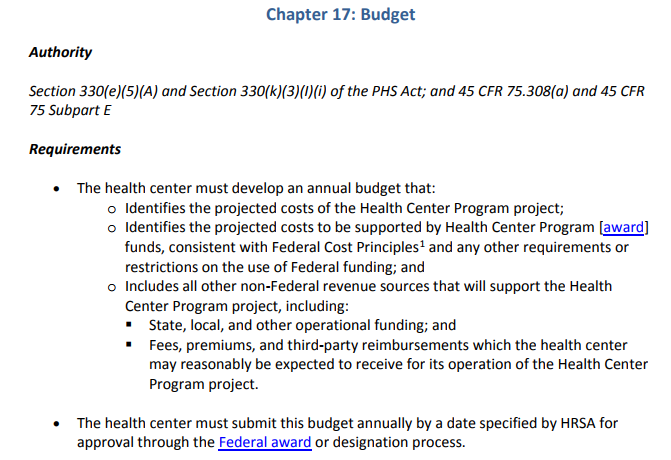 Chapter 17: Budget
Authority
Section 330(e)(5)(A) and Section 330(k)(3)(I)(i) of the PHS Act; and 45 CFR 75.308(a) and 45 CFR
75 Subpart E
Requirements
• The health center must develop an annual budget that:
o Identifies the projected costs of the Health Center Program project;
o Identifies the projected costs to be supported by Health Center Program [award]
funds, consistent with Federal Cost Principles¹ and any other requirements or
restrictions on the use of Federal funding; and
o Includes all other non-Federal revenue sources that will support the Health
Center Program project, including:
▪ State, local, and other operational funding; and
▪ Fees, premiums, and third-party reimbursements which the health center
may reasonably be expected to receive for its operation of the Health Center
Program project.
• The health center must submit this budget annually by a date specified by HRSA for
approval through the Federal award or designation process.